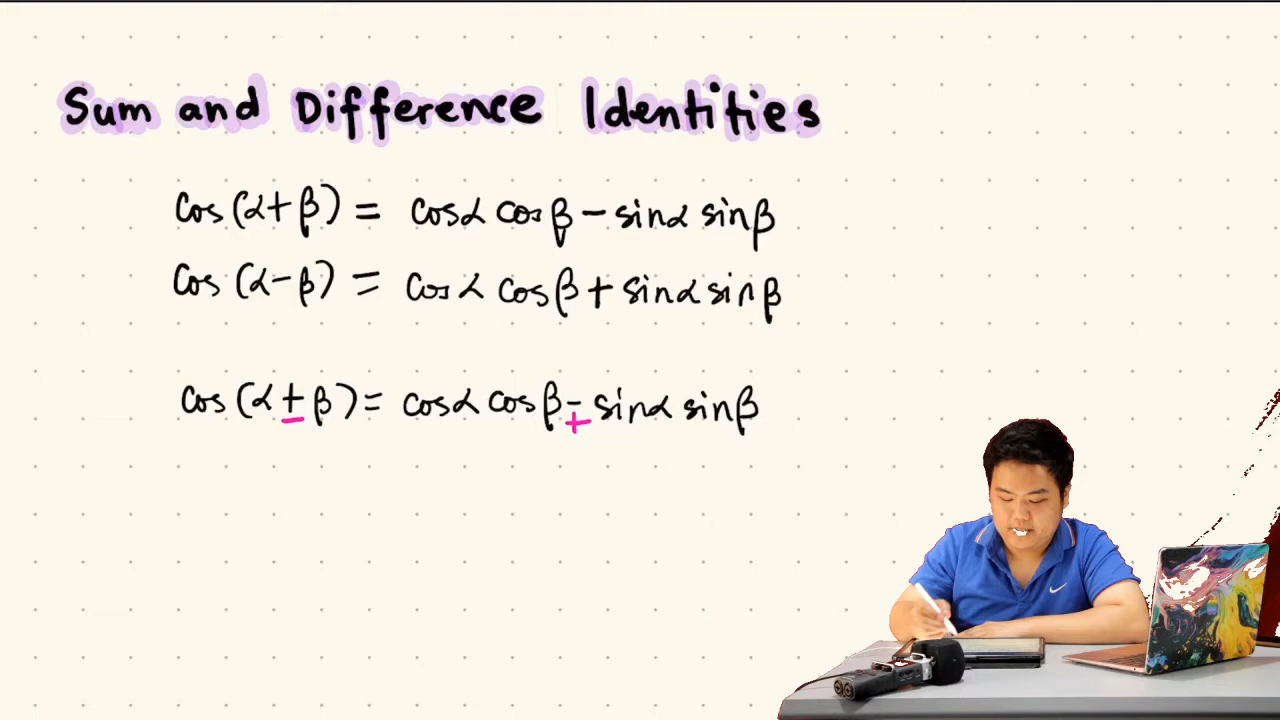 Sum and Difference Identities
cos(α+β) = cosα cosβ - sinα sinβ
cos(α-β) = cosα cosβ + sinα sinβ
cos(α±β) = cosα cosβ ∓ sinα sinβ